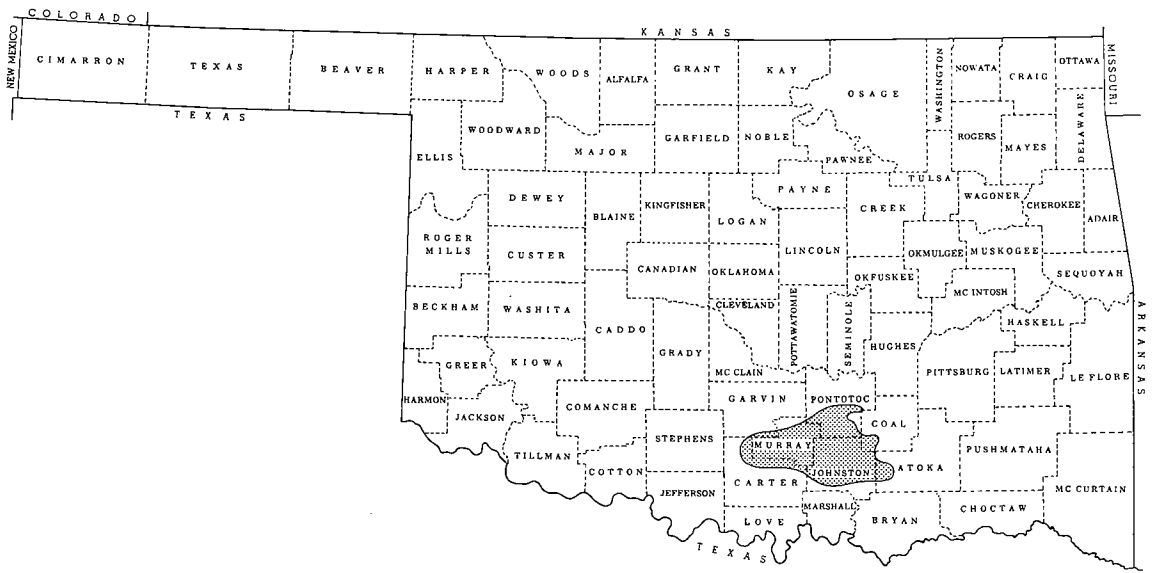 COLORADO
KANSAS
NEW MEXICO
CIMARRON
TEXAS
BEAVER
HARPER
WOODS
ALFALFA
GRANT
KAY
OSAGE
WASHINGTON
NOWATA
CRAIG
OTTAWA
MISSOURI
TEXAS
WOODWARD
ELLIS
MAJOR
GARFIELD
NOBLE
PAWNEE
ROGERS
MAYES
DELAWARE
TULSA
DEWEY
BLAINE
KINGFISHER
LOGAN
PAYNE
CREEK
WAGONER
CHEROKEE
ADAIR
ROGER
MILLS
CUSTER
CANADIAN
OKLAHOMA
LINCOLN
OKMULGEE
MUSKOGEE
OKFUSKEE
SEQUOYAH
BECKHAM
WASHITA
CADDO
GRADY
CLEVELAND
POTTAWATOMIE
SEMINOLE
HUGHES
MC INTOSH
HASKELL
ARKANSAS
GREER
KIOWA
MC CLAIN
PITTSBURG
LATIMER
LE FLORE
HARMON
JACKSON
COMANCHE
GARVIN
PONTOTOC
COAL
STEPHENS
MURRAY
TILLMAN
COTTON
CARTER
JOHNSTON
ATOKA
PUSHMATAHA
JEFFERSON
MARSHALL
LOVE
BRYAN
CHOCTAW
MC CURTAIN
TEXAS